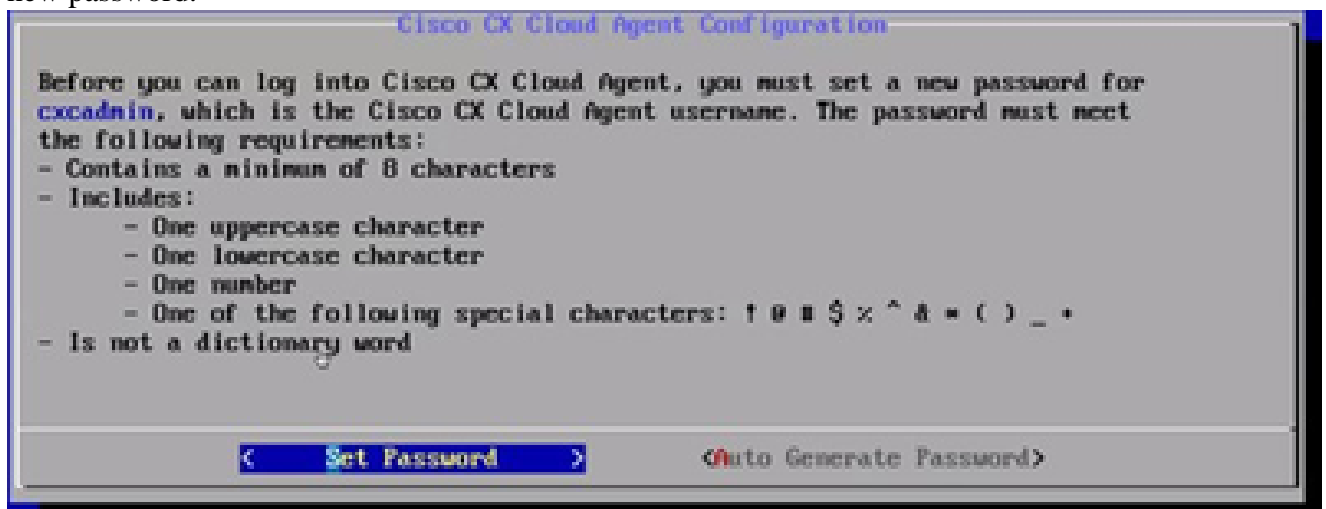 new password.
Cisco CX Cloud Agent Configuration
Before you can log into Cisco CX Cloud Agent, you must set a new password for
cxcadmin, which is the Cisco CX Cloud Agent username. The password must meet
the following requirements:
- Contains a minimum of 8 characters
- Includes:
- One uppercase character
- One lowercase character
- One number
- One of the following special characters: ! @ # $ % ^ & * ( ) _ +
- Is not a dictionary word
< Set Password > <Auto Generate Password>